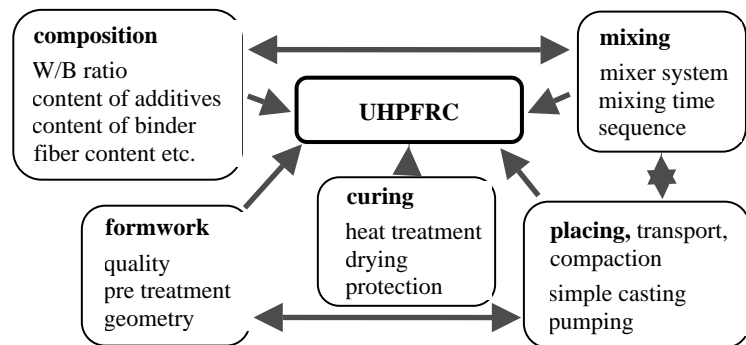 composition
W/B ratio
content of additives
content of binder
fiber content etc.
mixing
mixer system
mixing time
sequence
UHPFRC
formwork
quality
pre treatment
geometry
curing
heat treatment
drying
protection
placing, transport,
compaction
simple casting
pumping